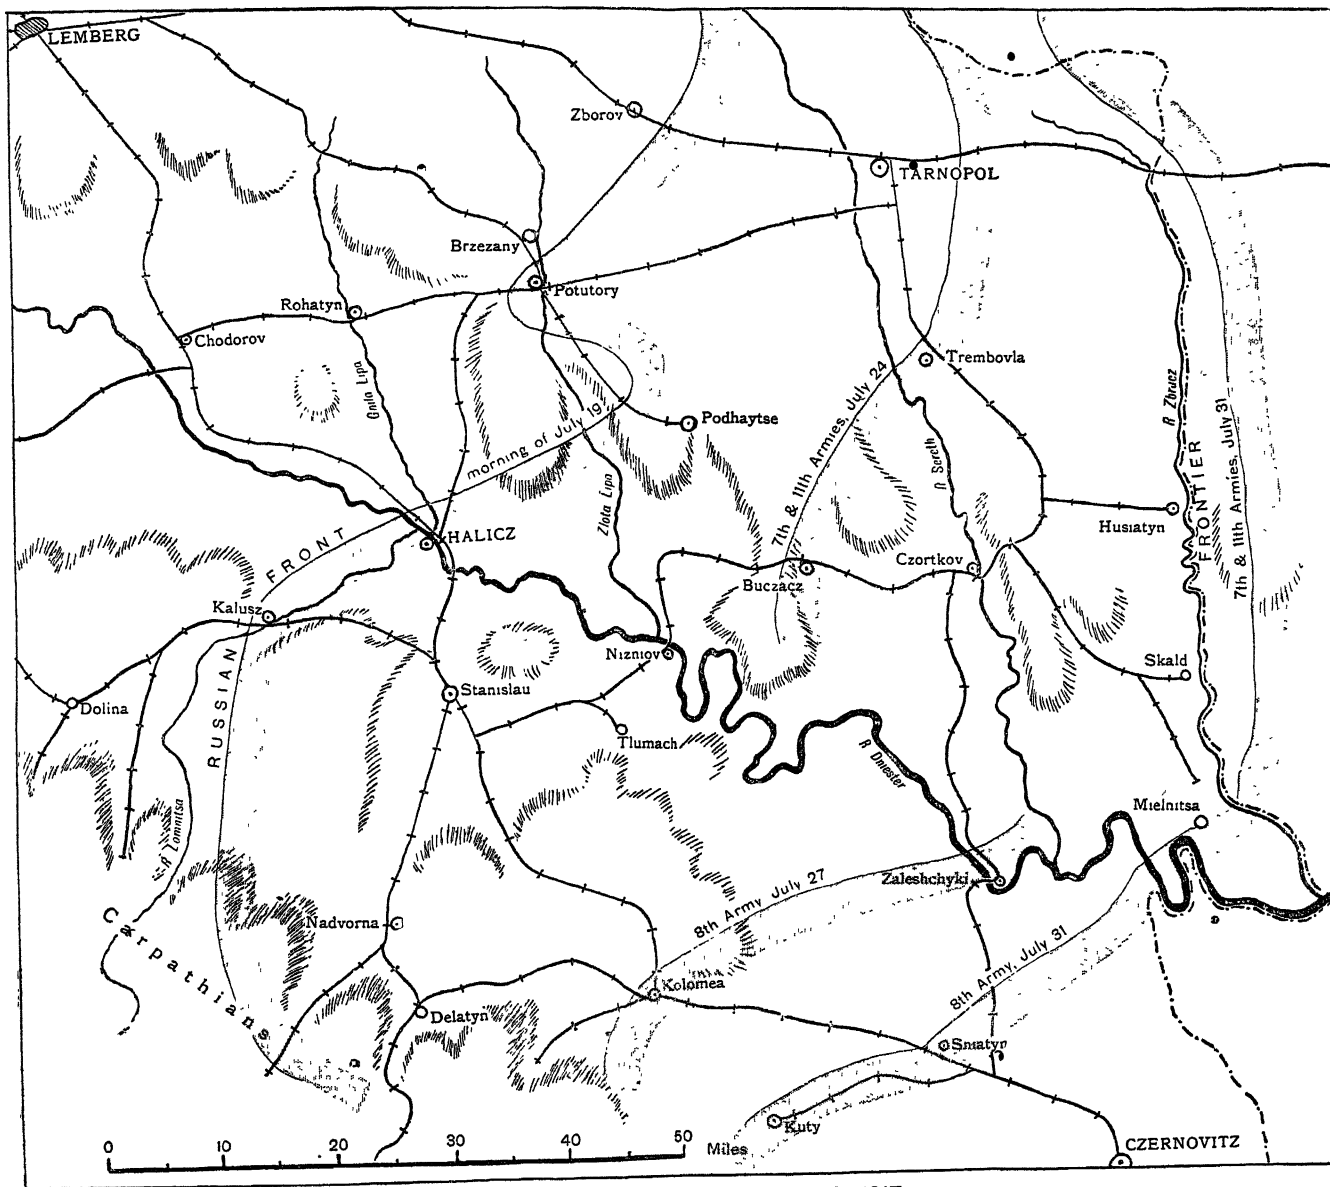 LEMBERG
Zborov
TARNOPOL
Brzezany
Potutory
Rohatyn
Chodorov
Gnila Lipa
Trembovla
Podhaytse
morning of July 19
7th & 11th Armies, July 24
R Zbrucz
7th & 11th Armies, July 31
FRONTIER
R Sereth
Zlota Lipa
Husiatyn
HALICZ
FRONT
Czortkov
Buczacz
Kalusz
Nizniov
Skald
RUSSIAN
Stanislau
Dolina
Tlumach
R Dniester
Mielnitsa
R Lomnitsa
Zaleshchyki
8th Army July 27
Nadvorna
Carpathians
8th Army, July 31
Kolomea
Delatyn
Sniatyn
Kuty
CZERNOVITZ
0 10 20 30 40 50 Miles